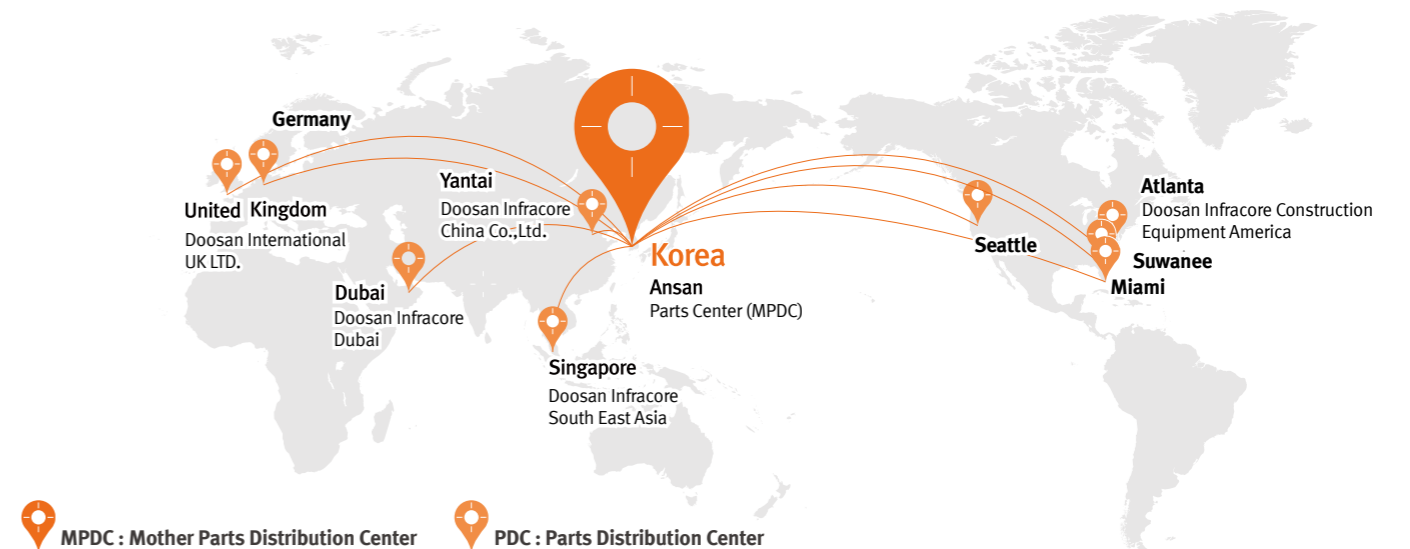 Germany
United Kingdom
Doosan International
UK LTD.
Dubai
Doosan Infracore
Dubai
Yantai
Doosan Infracore
China Co.,Ltd.
Korea
Ansan
Parts Center (MPDC)
Singapore
Doosan Infracore
South East Asia
Seattle
Atlanta
Doosan Infracore Construction
Equipment America
Suwanee
Miami
MPDC : Mother Parts Distribution Center
PDC : Parts Distribution Center